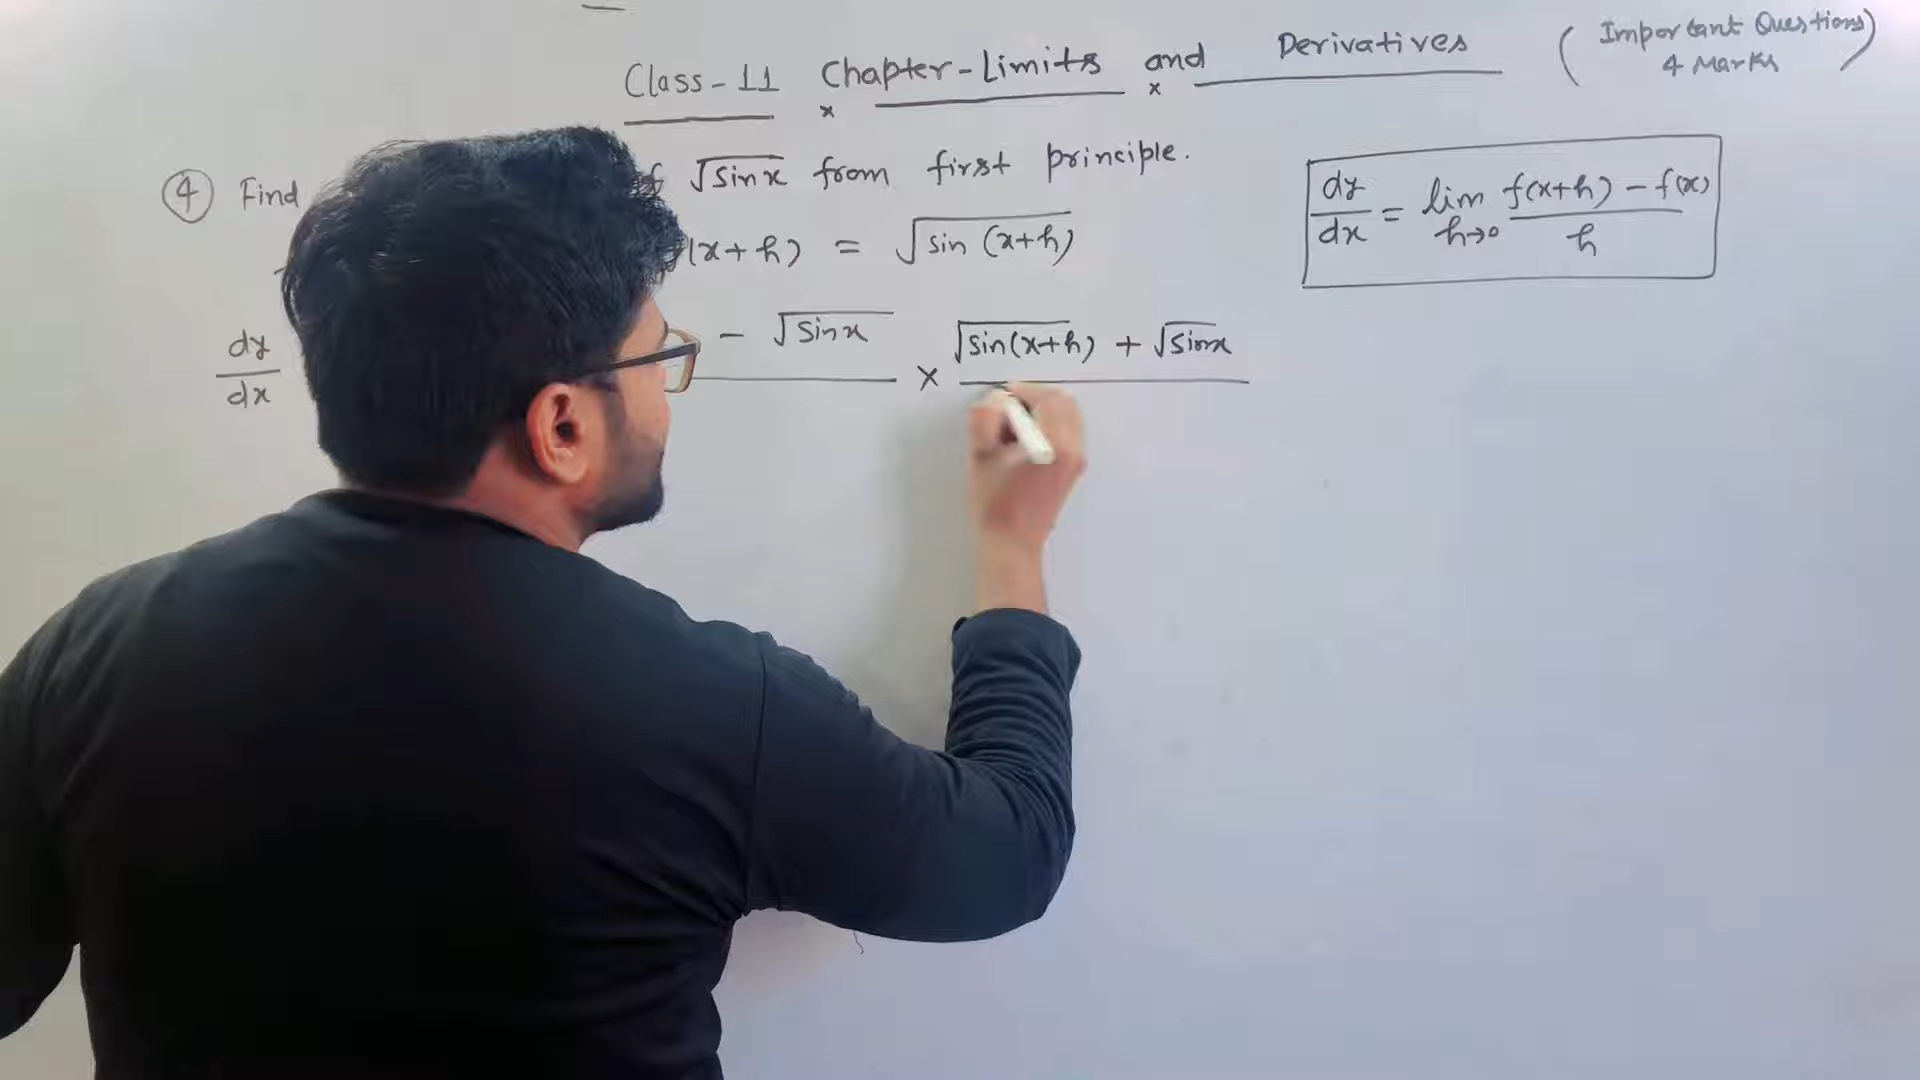 Class-11 Chapter-Limits and Derivatives (Important Questions 4 Marks)
④ Find √sinx from first principle.
(x+h) = √sin (x+h)
dy/dx = lim h→0 f(x+h) - f(x) / h
dy/dx - √sinx × √sin(x+h) + √sinx